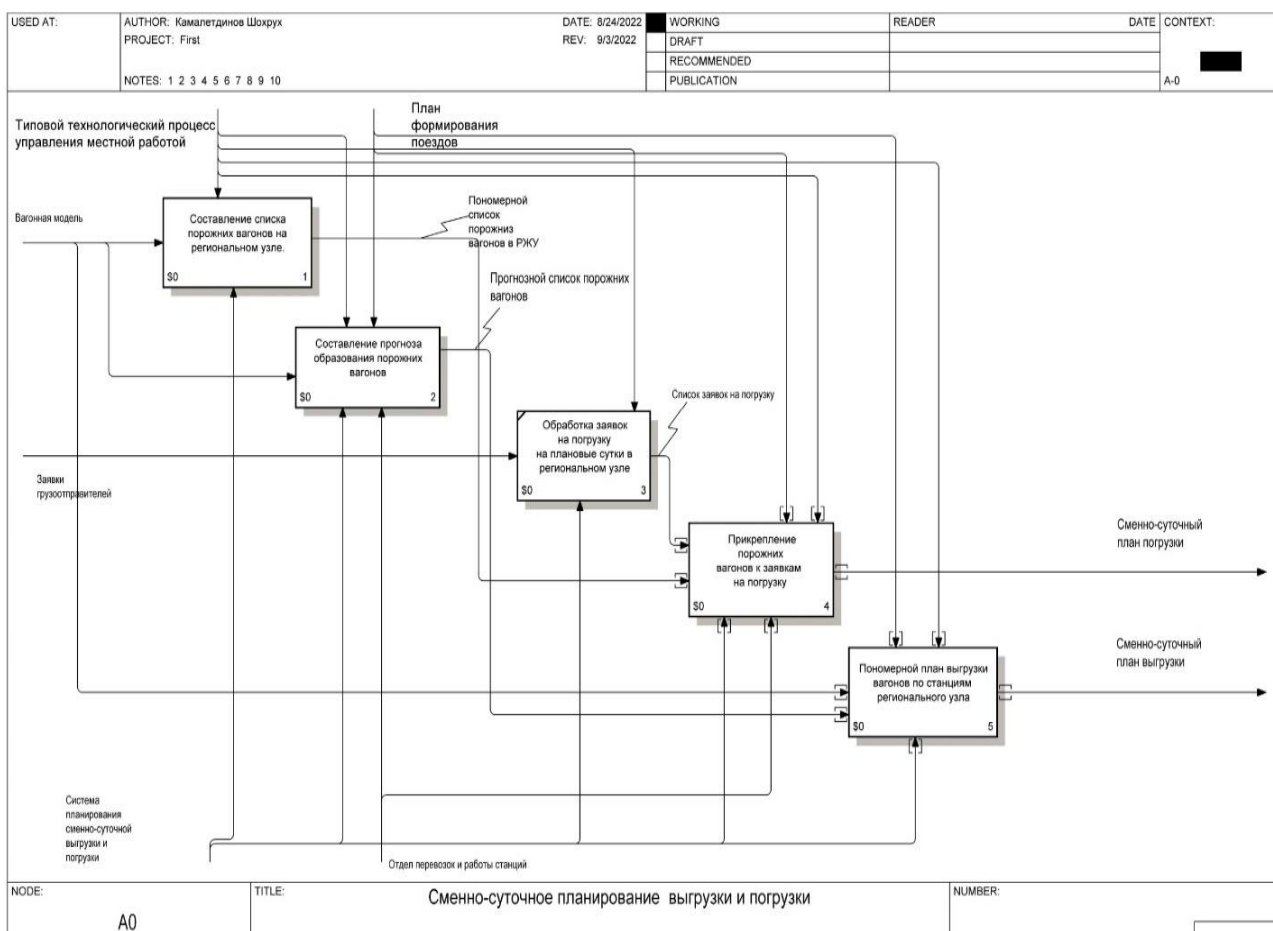 USED AT:
AUTHOR: Камалетдинов Шохрух
DATE: 8/24/2022
WORKING
READER
DATE
CONTEXT:
PROJECT: First
REV: 9/3/2022
DRAFT
RECOMMENDED
NOTES: 1 2 3 4 5 6 7 8 9 10
PUBLICATION
A-0
Типовой технологический процесс
управления местной работой
План
формирования
поездов
Вагонная модель
Составление списка
порожних вагонов на
региональном узле.
$0
1
Пономерной
список
порожниз
вагонов в РЖУ
Прогнозной список порожних
вагонов
Составление прогноза
образования порожних
вагонов
$0
2
Список заявок на погрузку
Обработка заявок
на погрузку
на плановые сутки в
региональном узле
$0
3
Заявки
грузоотправителей
Прикрепление
порожних
вагонов к заявкам
на погрузку
$0
4
Сменно-суточный
план погрузки
Пономерной план выгрузки
вагонов по станциям
регионального узла
$0
5
Сменно-суточный
план выгрузки
Система
планирования
сменно-суточной
выгрузки и
погрузки
Отдел перевозок и работы станций
NODE:
A0
TITLE:
Сменно-суточное планирование выгрузки и погрузки
NUMBER: